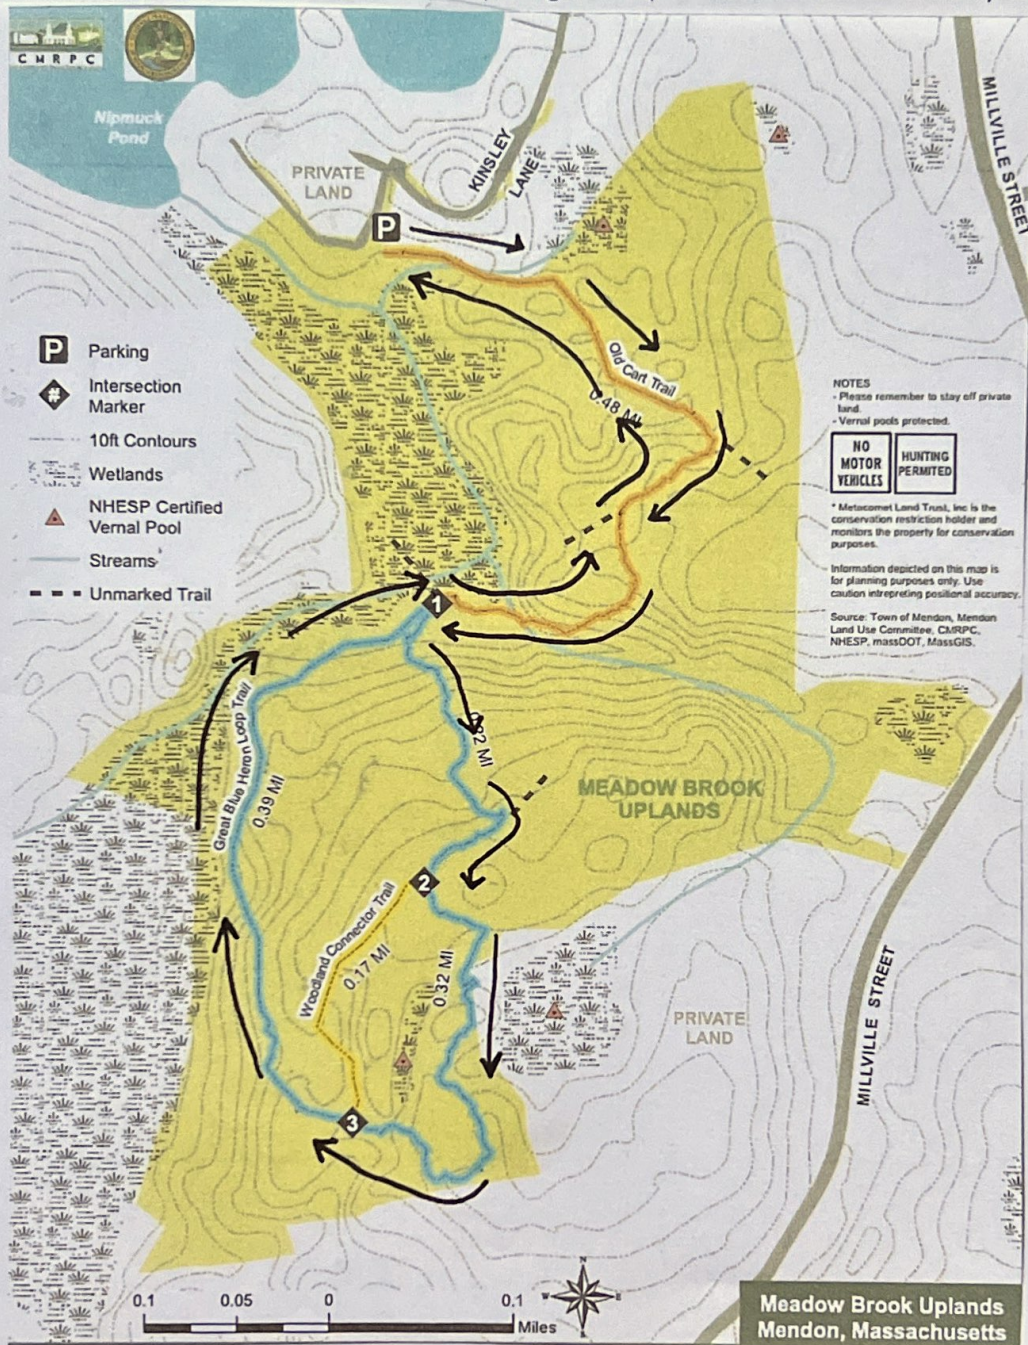 CMRPC
Nipmuck
Pond
PRIVATE
LAND
KINSLEY
LANE
MILLVILLE STREET
P
P Parking
# Intersection
Marker
10ft Contours
Wetlands
NHESP Certified
Vernal Pool
Streams
Unmarked Trail
Old Cart Trail
0.48 MI
NOTES
- Please remember to stay off private
land.
- Vernal pools protected.
NO
MOTOR
VEHICLES
HUNTING
PERMITTED
* Metacomet Land Trust, Inc is the
conservation restriction holder and
monitors the property for conservation
purposes.
Information depicted on this map is
for planning purposes only. Use
caution intrepreting positional accuracy.
Source: Town of Mendon, Mendon
Land Use Committee, CMRPC,
NHESP, massDOT, MassGIS.
1
Great Blue Heron Loop Trail
0.39 MI
MI
MEADOW BROOK
UPLANDS
2
Woodland Connector Trail
0.17 MI
0.32 MI
PRIVATE
LAND
MILLVILLE STREET
3
0.1 0.05 0 0.1
Miles
N
W E
S
Meadow Brook Uplands
Mendon, Massachusetts